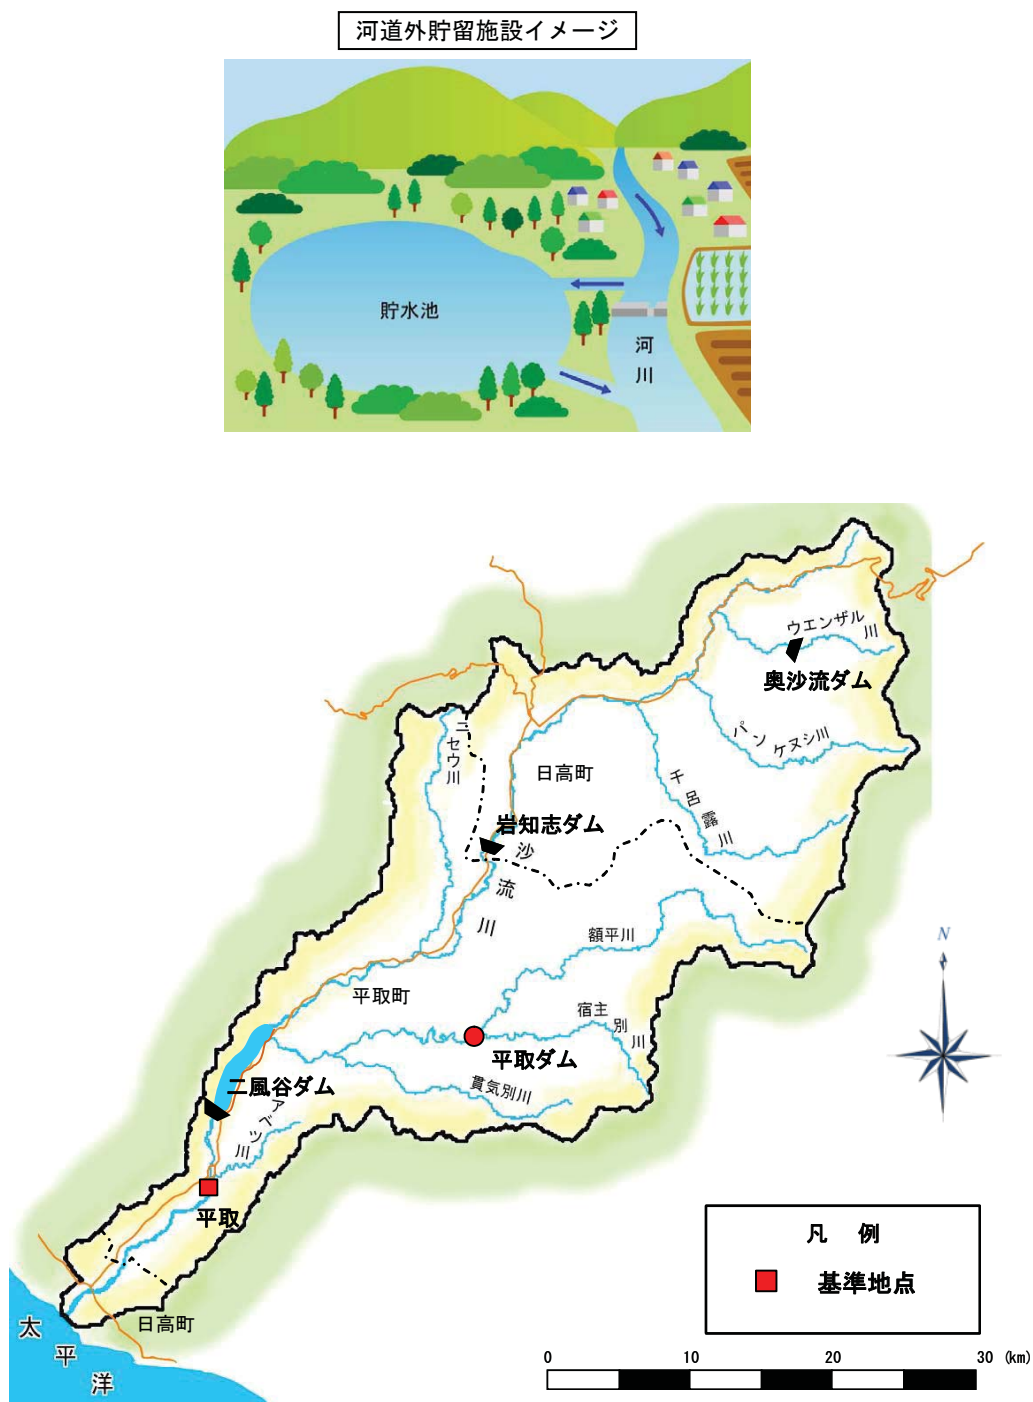 河道外貯留施設イメージ
貯水池
河川
ウエンザル川
奥沙流ダム
パンケヌシ川
ニセウ川
日高町
千呂露川
岩知志ダム
沙流川
額平川
平取町
宿主別川
平取ダム
貫気別川
二風谷ダム
アベツ川
平取
日高町
太平洋
N
凡 例
基準地点
0 10 20 30 (km)